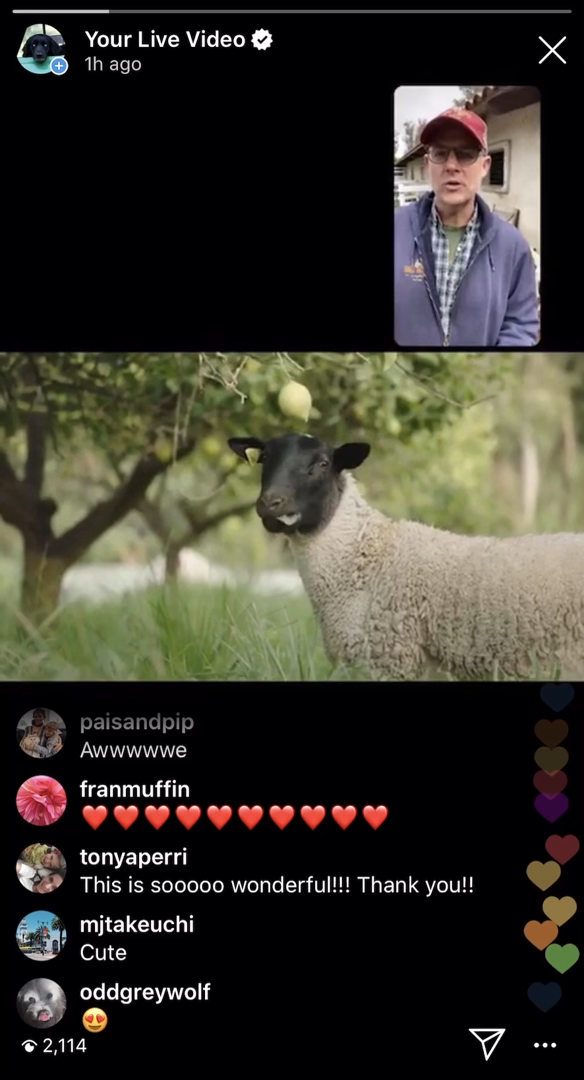 Your Live Video
1h ago
paisandpip
Awwwwwe
franmuffin
❤️❤️❤️❤️❤️❤️❤️❤️❤️❤️
tonyaperri
This is sooooo wonderful!!! Thank you!!
mjtakeuchi
Cute
oddgreywolf
😍
2,114